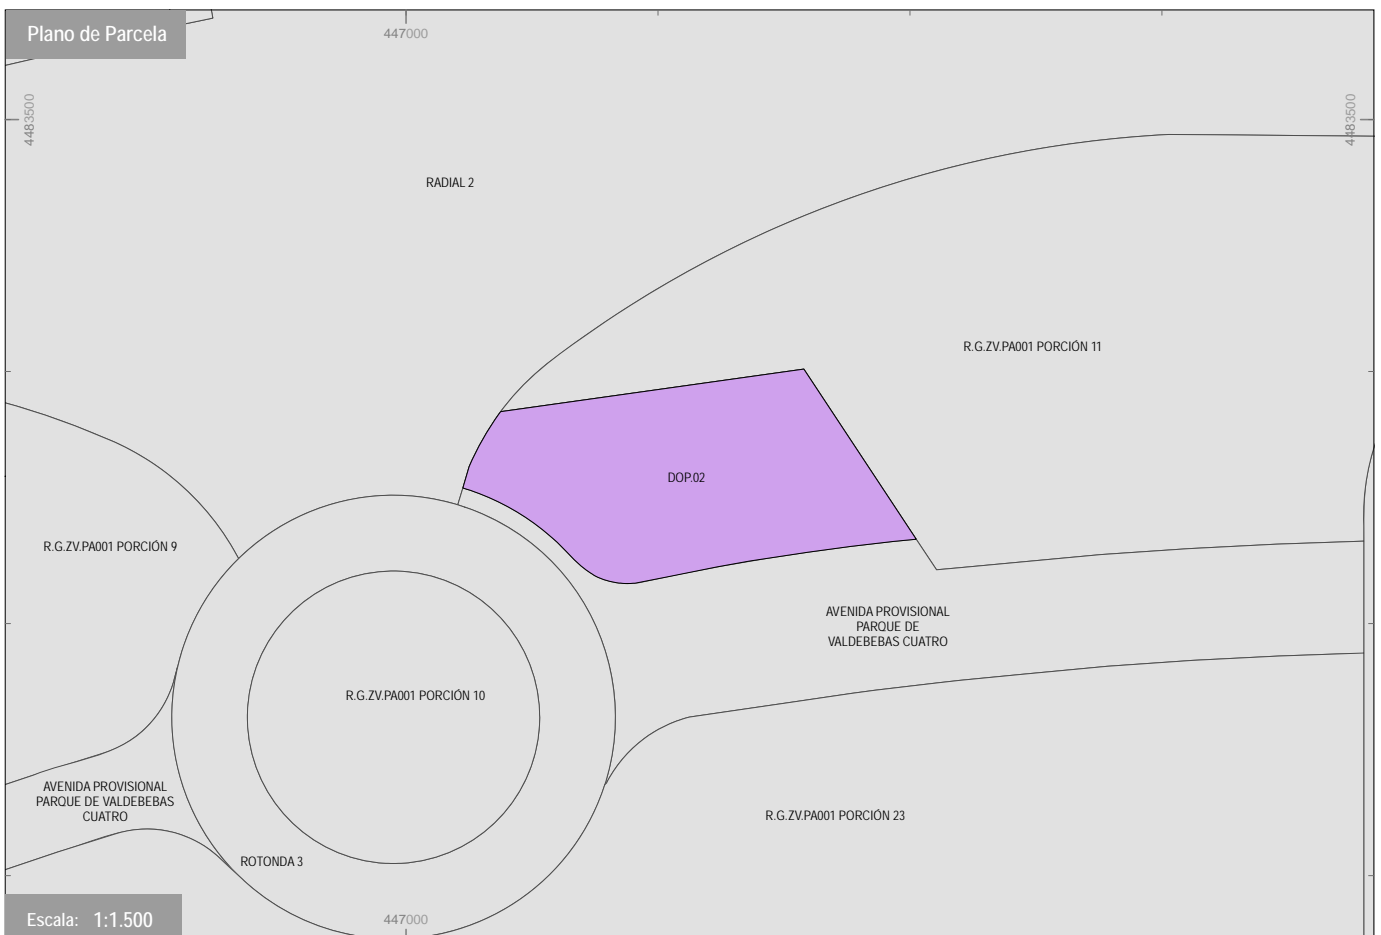 Plano de Parcela
447000
4483500
4483500
RADIAL 2
R.G.ZV.PA001 PORCIÓN 11
DOP.02
R.G.ZV.PA001 PORCIÓN 9
AVENIDA PROVISIONAL
PARQUE DE
VALDEBEBAS CUATRO
R.G.ZV.PA001 PORCIÓN 10
AVENIDA PROVISIONAL
PARQUE DE VALDEBEBAS
CUATRO
R.G.ZV.PA001 PORCIÓN 23
ROTONDA 3
Escala: 1:1.500
447000